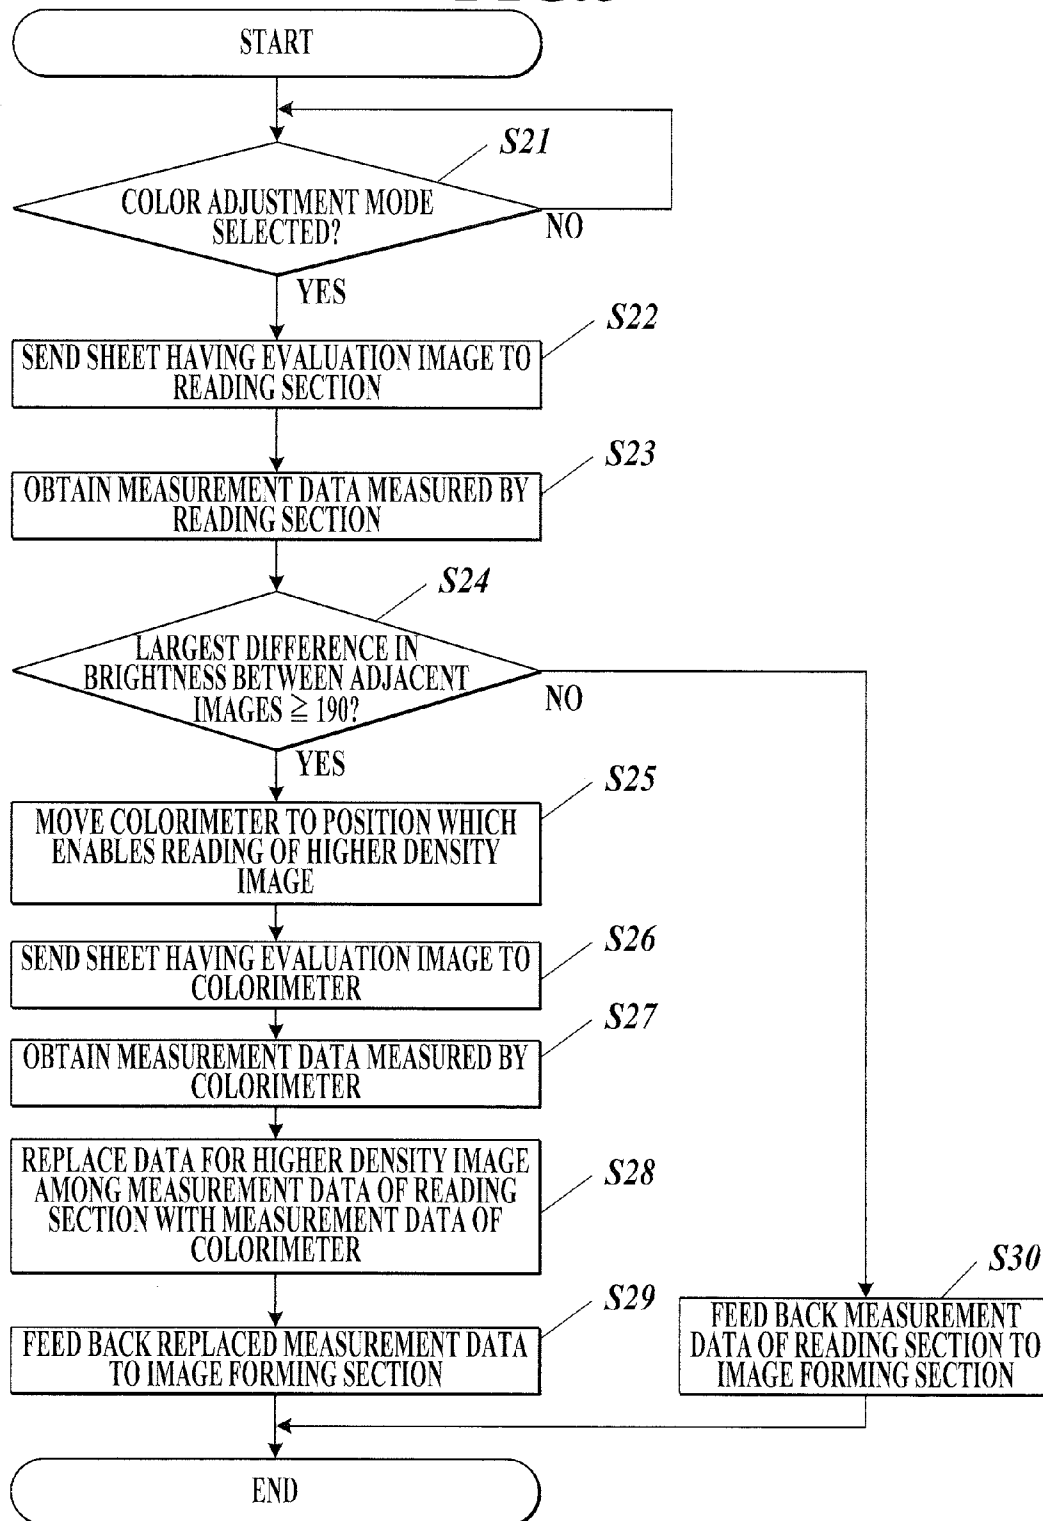 START
S21
COLOR ADJUSTMENT MODE
SELECTED?
NO
YES
S22
SEND SHEET HAVING EVALUATION IMAGE TO
READING SECTION
S23
OBTAIN MEASUREMENT DATA MEASURED BY
READING SECTION
S24
LARGEST DIFFERENCE IN
BRIGHTNESS BETWEEN ADJACENT
IMAGES ≧ 190?
NO
YES
S25
MOVE COLORIMETER TO POSITION WHICH
ENABLES READING OF HIGHER DENSITY
IMAGE
S26
SEND SHEET HAVING EVALUATION IMAGE TO
COLORIMETER
S27
OBTAIN MEASUREMENT DATA MEASURED BY
COLORIMETER
S28
REPLACE DATA FOR HIGHER DENSITY IMAGE
AMONG MEASUREMENT DATA OF READING
SECTION WITH MEASUREMENT DATA OF
COLORIMETER
S29
FEED BACK REPLACED MEASUREMENT DATA
TO IMAGE FORMING SECTION
S30
FEED BACK MEASUREMENT
DATA OF READING SECTION TO
IMAGE FORMING SECTION
END